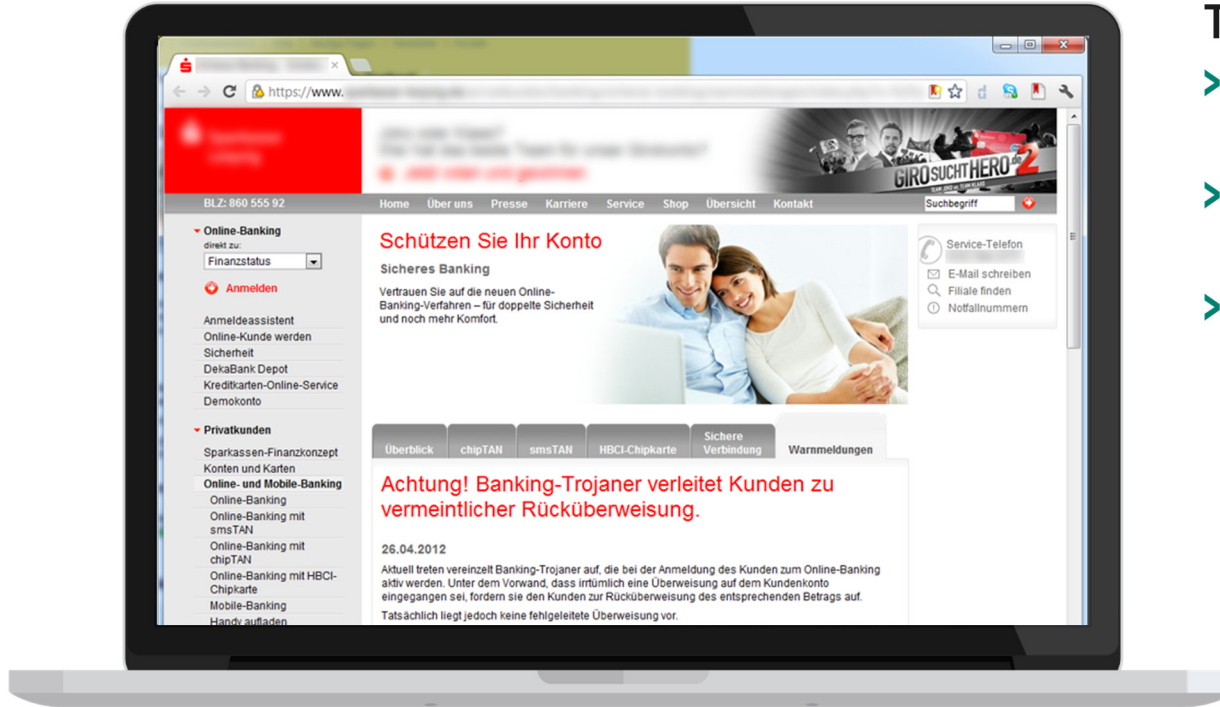 T
https://www.
GIROSUCHTHERO.de
2
TEAM JOKO vs. TEAM KLAAS
BLZ: 860 555 92
Home Über uns Presse Karriere Service Shop Übersicht Kontakt
Suchbegriff
Online-Banking
direkt zu:
Finanzstatus
Anmelden
Anmeldeassistent
Online-Kunde werden
Sicherheit
DekaBank Depot
Kreditkarten-Online-Service
Demokonto
Privatkunden
Sparkassen-Finanzkonzept
Konten und Karten
Online- und Mobile-Banking
Online-Banking
Online-Banking mit
smsTAN
Online-Banking mit
chipTAN
Online-Banking mit HBCI-
Chipkarte
Mobile-Banking
Handy aufladen
Schützen Sie Ihr Konto
Sicheres Banking
Vertrauen Sie auf die neuen Online-
Banking-Verfahren – für doppelte Sicherheit
und noch mehr Komfort.
Service-Telefon
E-Mail schreiben
Filiale finden
Notfallnummern
Überblick chipTAN smsTAN HBCI-Chipkarte Sichere
Verbindung Warnmeldungen
Achtung! Banking-Trojaner verleitet Kunden zu
vermeintlicher Rücküberweisung.
26.04.2012
Aktuell treten vereinzelt Banking-Trojaner auf, die bei der Anmeldung des Kunden zum Online-Banking
aktiv werden. Unter dem Vorwand, dass irrtümlich eine Überweisung auf dem Kundenkonto
eingegangen sei, fordern sie den Kunden zur Rücküberweisung des entsprechenden Betrags auf.
Tatsächlich liegt jedoch keine fehlgeleitete Überweisung vor.